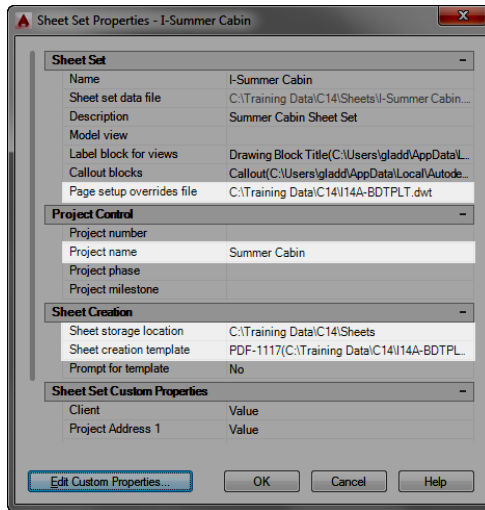 Sheet Set Properties - I-Summer Cabin
Sheet Set
Name I-Summer Cabin
Sheet set data file C:\Training Data\C14\Sheets\I-Summer Cabin....
Description Summer Cabin Sheet Set
Model view
Label block for views Drawing Block Title(C:\Users\gladd\AppData\L...
Callout blocks Callout(C:\Users\gladd\AppData\Local\Autode...
Page setup overrides file C:\Training Data\C14\I14A-BDTPLT.dwt
Project Control
Project number
Project name Summer Cabin
Project phase
Project milestone
Sheet Creation
Sheet storage location C:\Training Data\C14\Sheets
Sheet creation template PDF-1117(C:\Training Data\C14\I14A-BDTPL...
Prompt for template No
Sheet Set Custom Properties
Client Value
Project Address 1 Value
Edit Custom Properties... OK Cancel Help